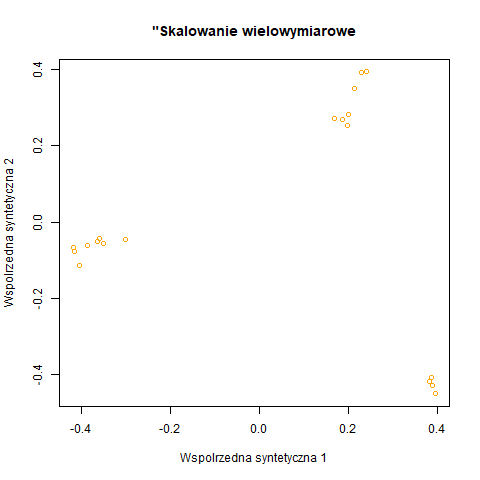 "Skalowanie wielowymiarowe
Wspolrzedna syntetyczna 2
0.4
0.2
0.0
-0.2
-0.4
-0.4 -0.2 0.0 0.2 0.4
Wspolrzedna syntetyczna 1